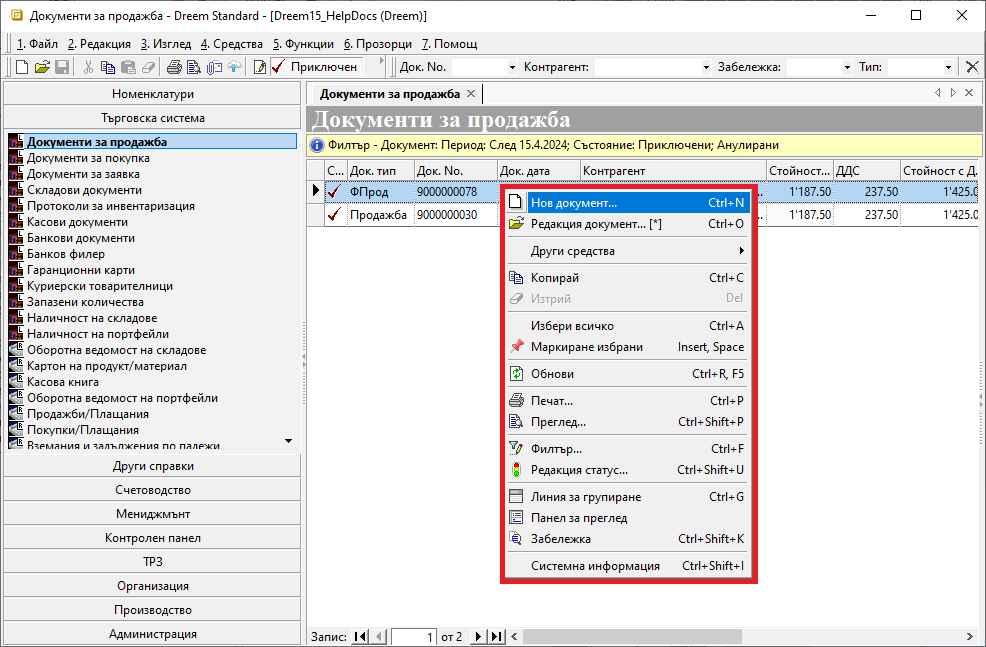 Документи за продажба - Dreem Standard - [Dreem15_HelpDocs (Dreem)]
1. Файл 2. Редакция 3. Изглед 4. Средства 5. Функции 6. Прозорци 7. Помощ
Приключен Док. No. Контрагент: Забележка: Тип:
Номенклатури
Търговска система
Документи за продажба
Документи за покупка
Документи за заявка
Складови документи
Протоколи за инвентаризация
Касови документи
Банкови документи
Банков филер
Гаранционни карти
Куриерски товарителници
Запазени количества
Наличност на складове
Наличност на портфейли
Оборотна ведомост на складове
Картон на продукт/материал
Касова книга
Оборотна ведомост на портфейли
Продажби/Плащания
Покупки/Плащания
Вземания и задължения по падежи
Други справки
Счетоводство
Мениджмънт
Контролен панел
ТРЗ
Организация
Производство
Администрация
Документи за продажба
Документи за продажба
Филтър - Документ: Период: След 15.4.2024; Състояние: Приключени; Анулирани
С... Док. тип Док. No. Док. дата Контрагент Стойност... ДДС Стойност с Д.
ФПрод 9000000078 1'187.50 237.50 1'425.0
Продажба 9000000030 1'187.50 237.50 1'425.0
Нов документ... Ctrl+N
Редакция документ... [*] Ctrl+O
Други средства
Копирай Ctrl+C
Изтрий Del
Избери всичко Ctrl+A
Маркиране избрани Insert, Space
Обнови Ctrl+R, F5
Печат... Ctrl+P
Преглед... Ctrl+Shift+P
Филтър... Ctrl+F
Редакция статус... Ctrl+Shift+U
Линия за групиране Ctrl+G
Панел за преглед
Забележка Ctrl+Shift+K
Системна информация Ctrl+Shift+I
Запис: 1 от 2